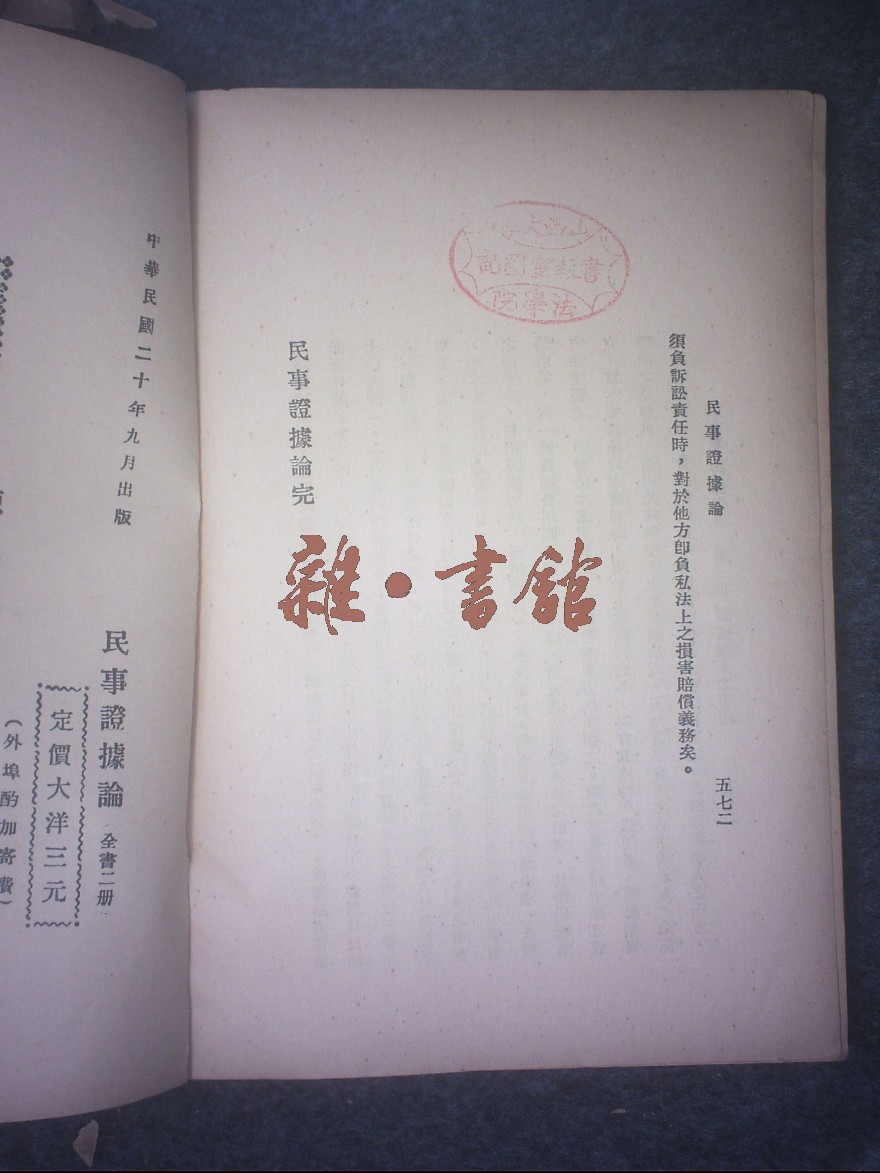 民事證據論
五七二
須負訴訟責任時，對於他方卽負私法上之損害賠償義務矣。
民事證據論完
山西大學
書教室圖記
法學院
雜・書館
中華民國二十年九月出版
民事證據論
全書二册
定價大洋三元
（外埠酌加寄費）